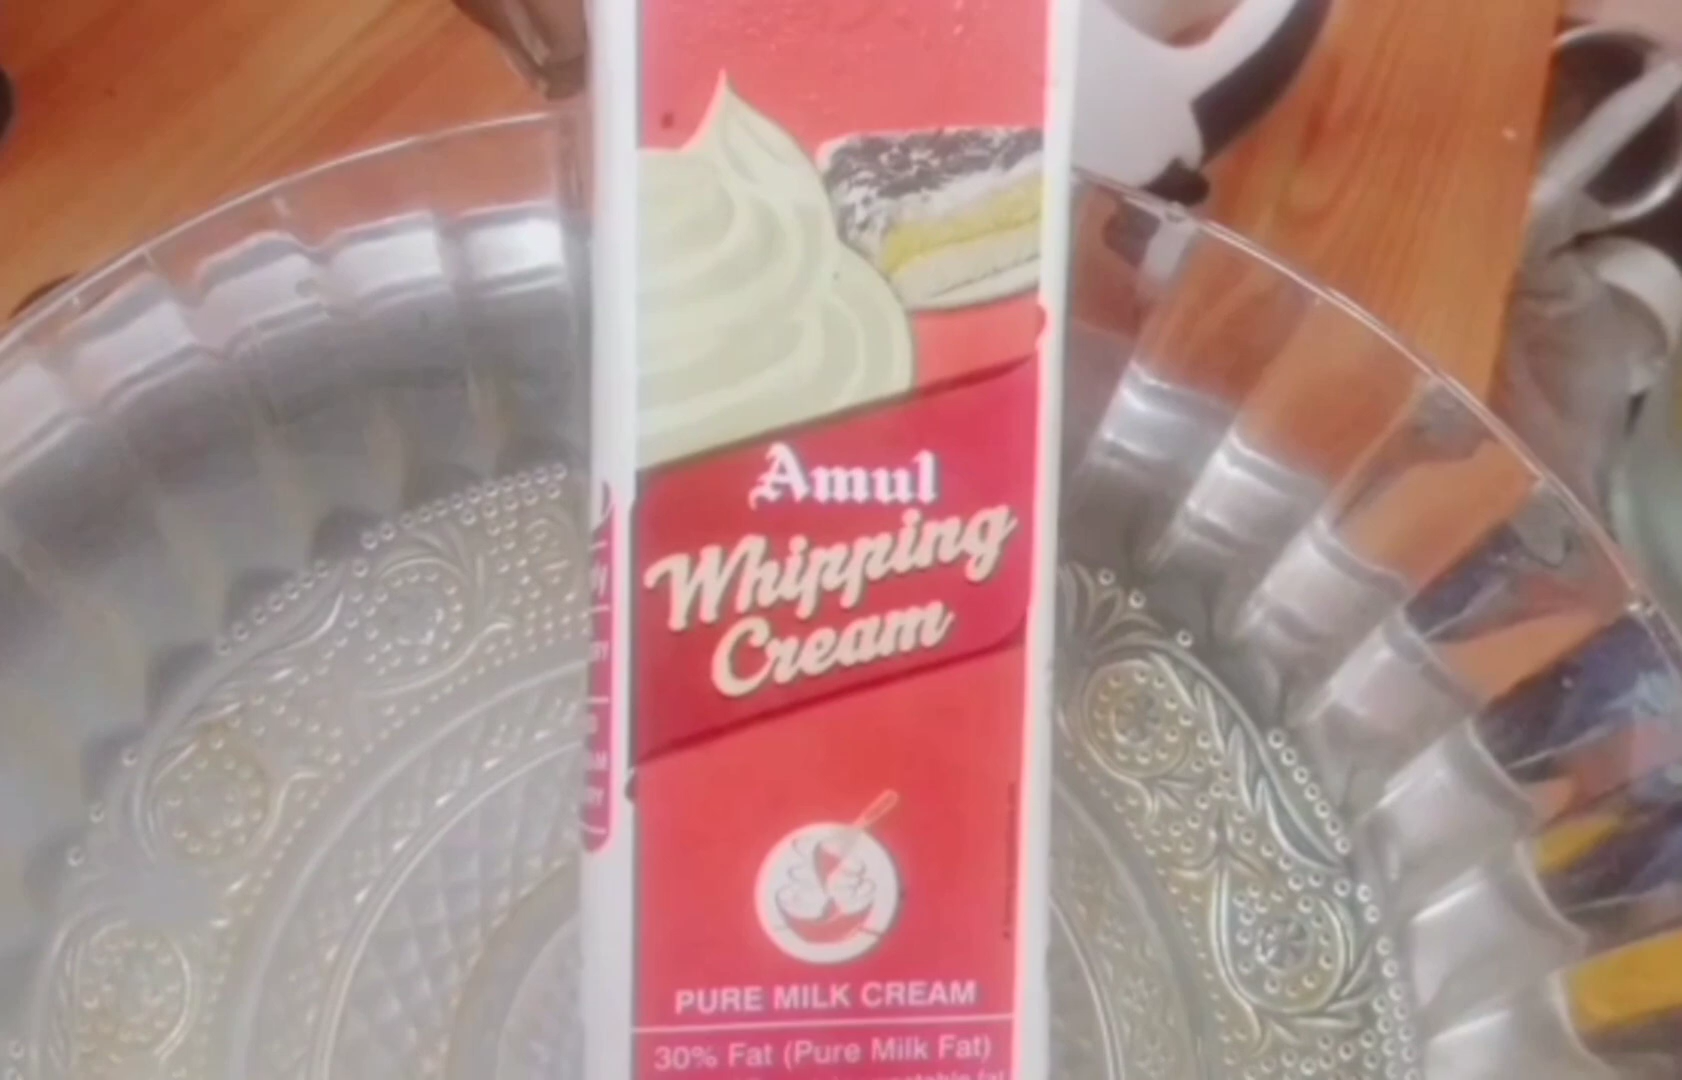 Amul
Whipping
Cream
PURE MILK CREAM
30% Fat (Pure Milk Fat)